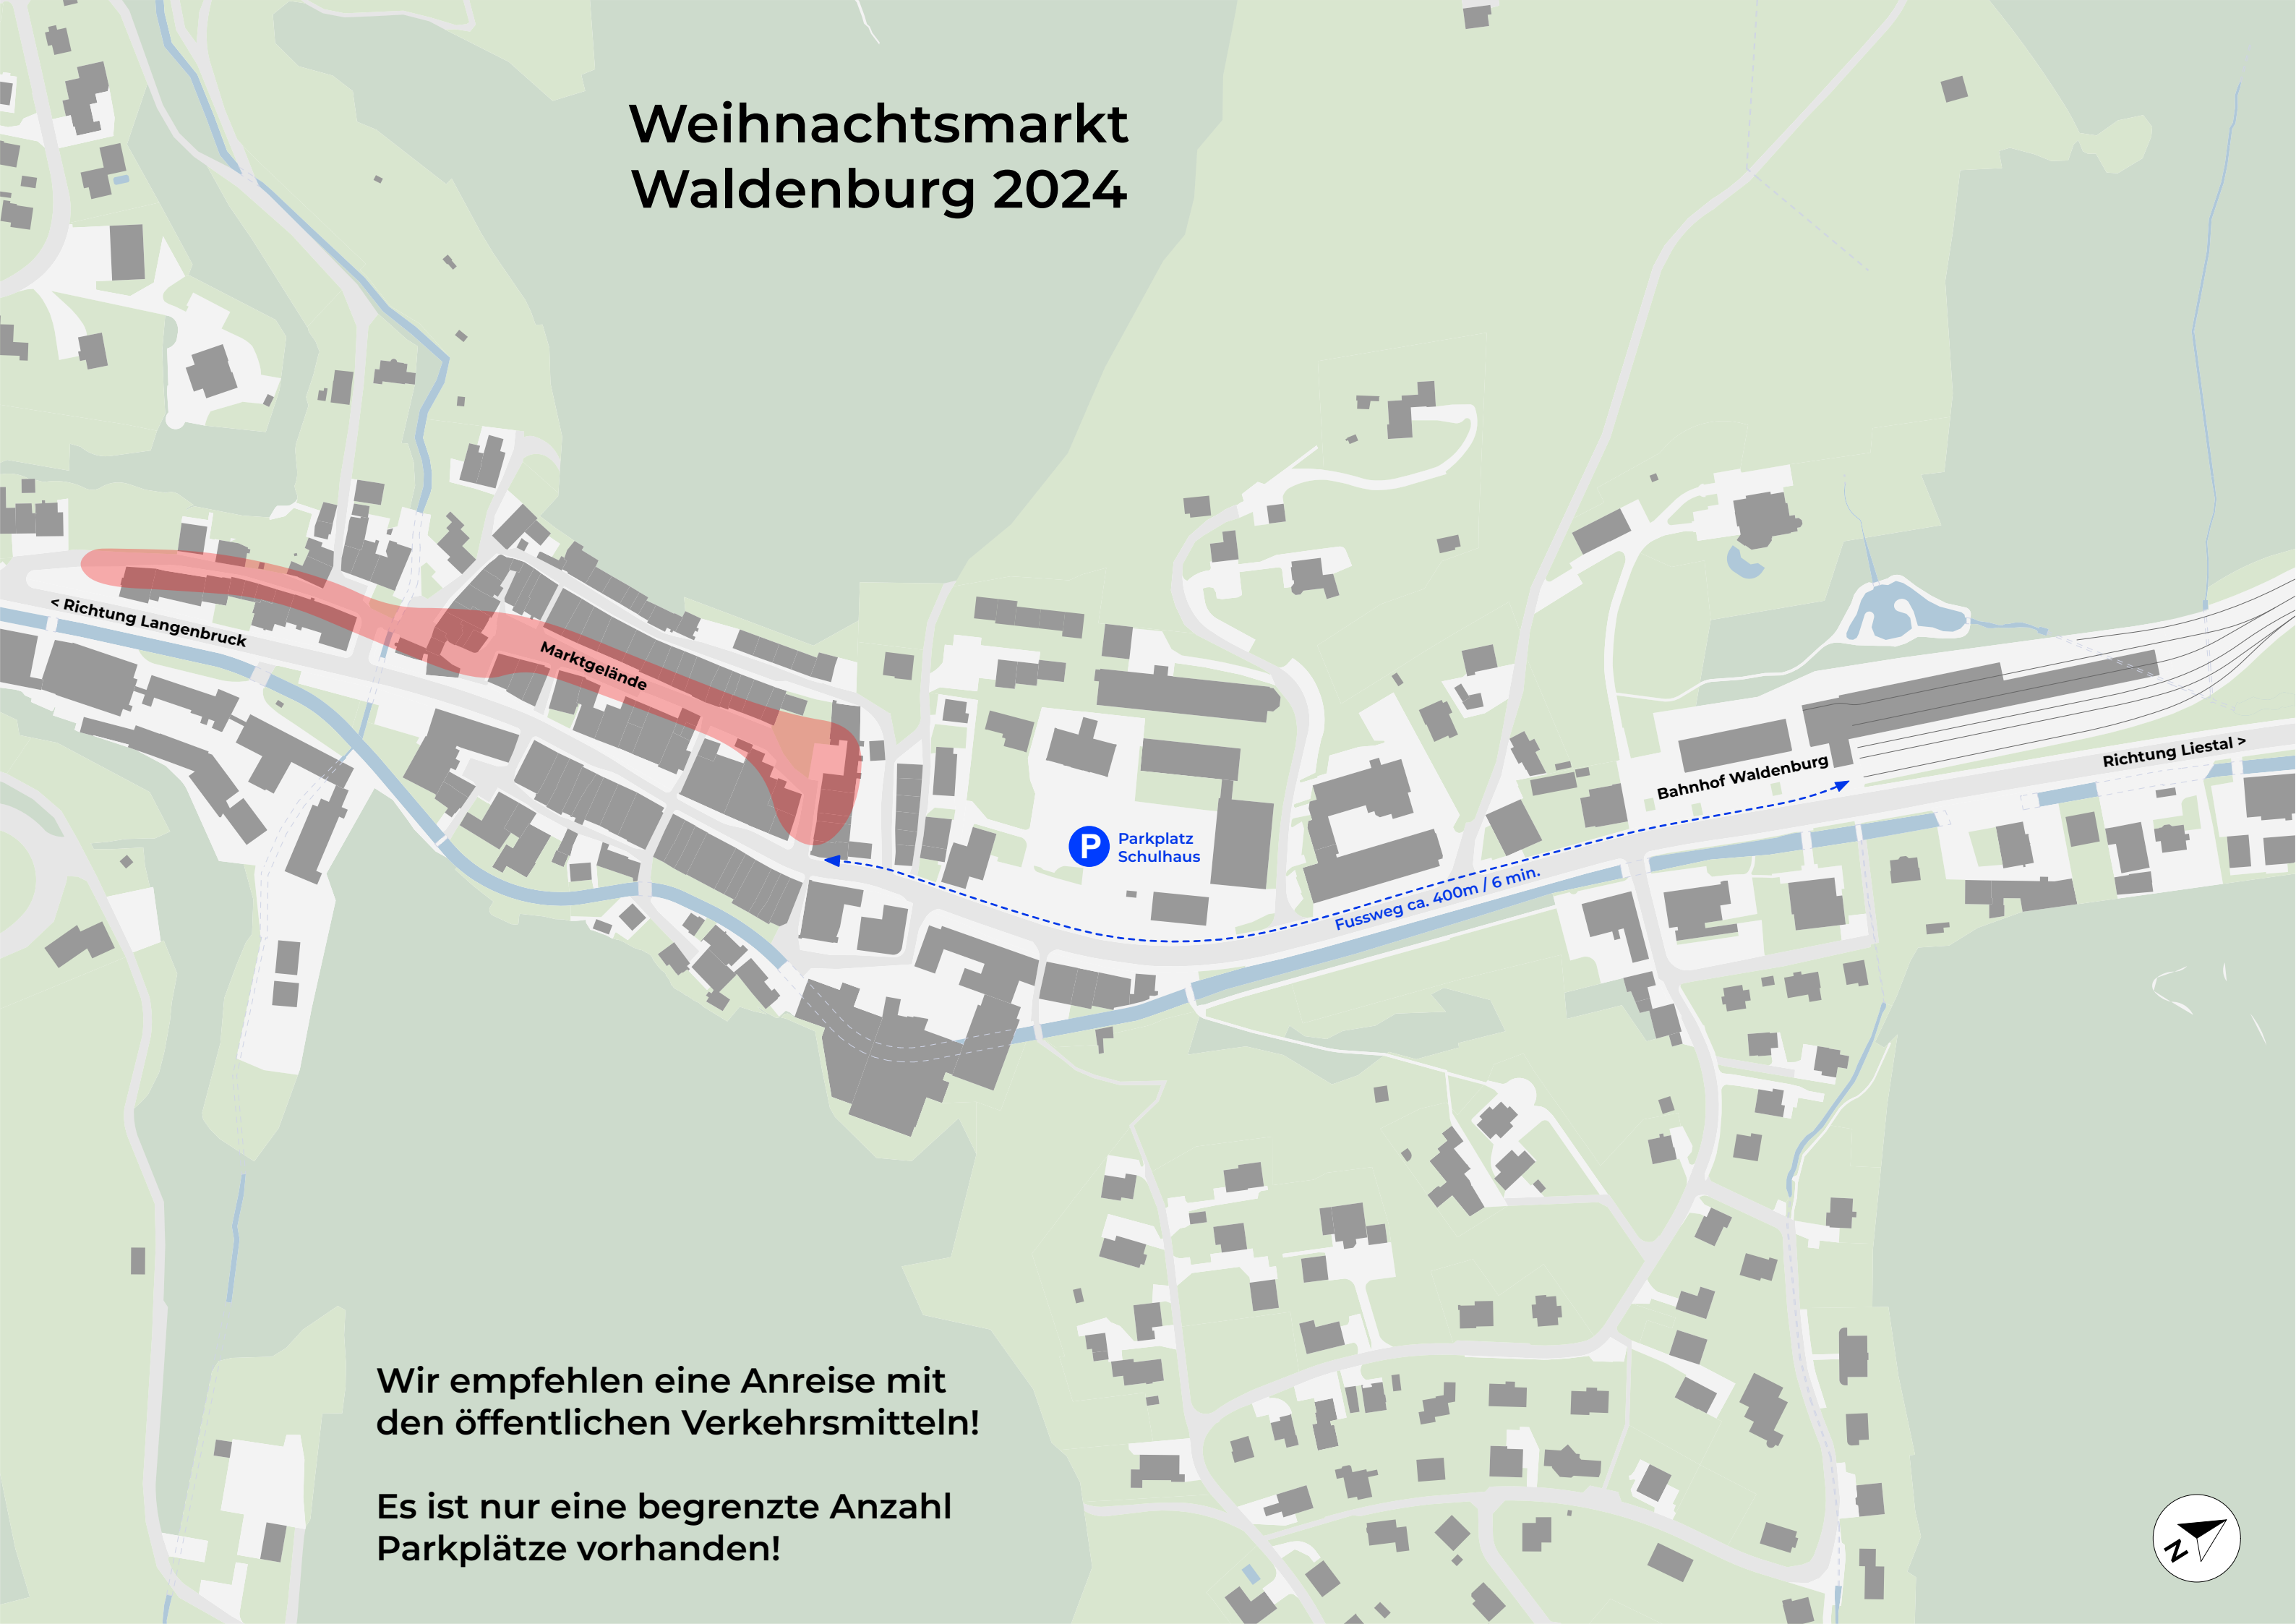 Weihnachtsmarkt
Waldenburg 2024
< Richtung Langenbruck
Marktgelände
P
Parkplatz
Schulhaus
Fussweg ca. 400m / 6 min.
Bahnhof Waldenburg
Richtung Liestal >
Wir empfehlen eine Anreise mit
den öffentlichen Verkehrsmitteln!
Es ist nur eine begrenzte Anzahl
Parkplätze vorhanden!
N